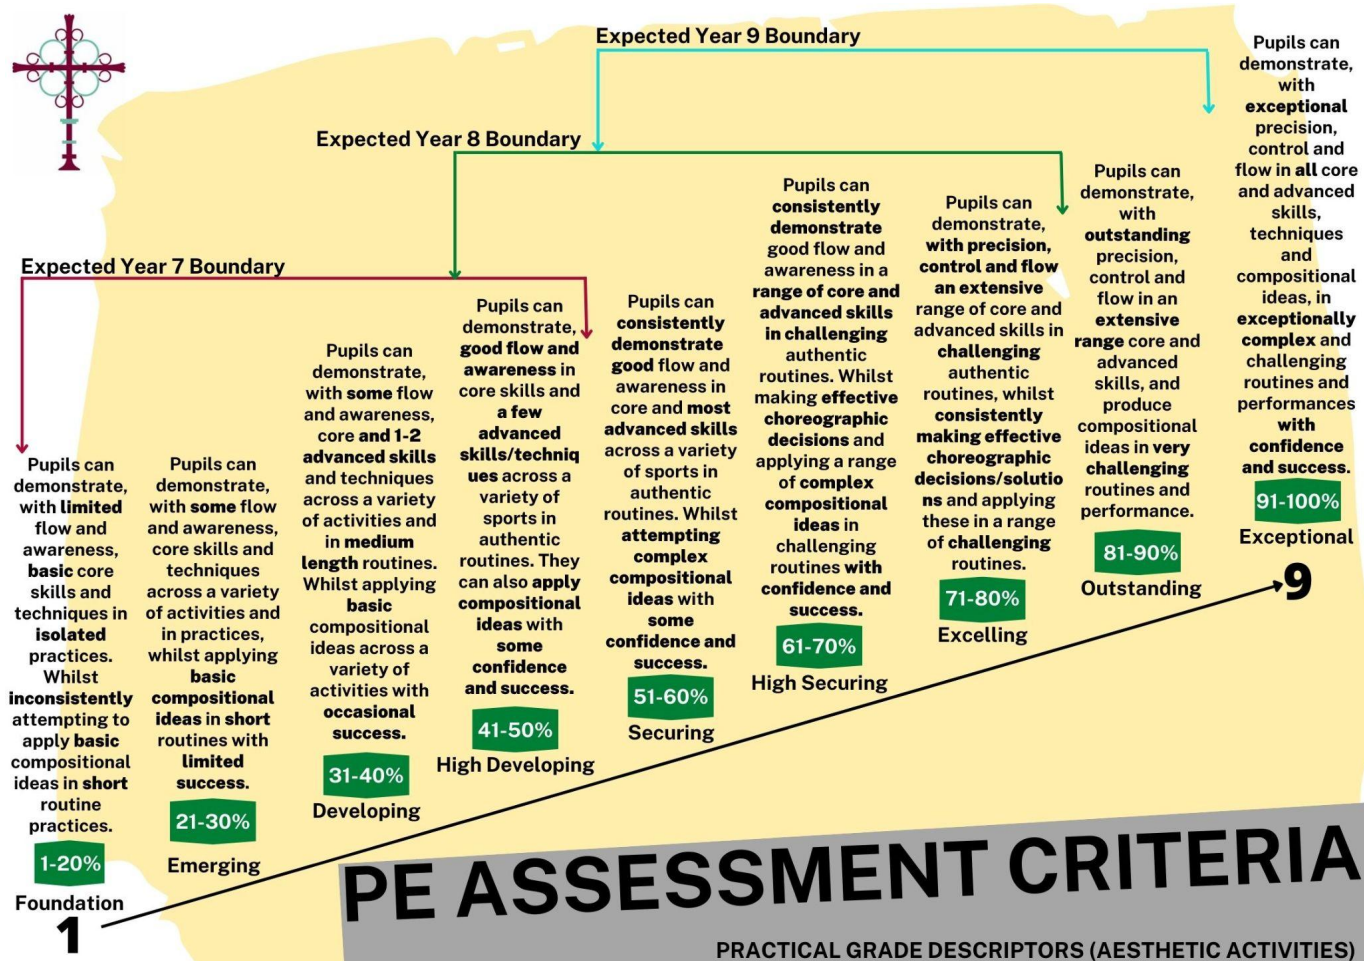 Expected Year 9 Boundary
Expected Year 8 Boundary
Expected Year 7 Boundary
Pupils can
demonstrate,
with limited
flow and
awareness,
basic core
skills and
techniques in
isolated
practices.
Whilst
inconsistently
attempting to
apply basic
compositional
ideas in short
routine
practices.
1-20%
Foundation
1
Pupils can
demonstrate,
with some flow
and awareness,
core skills and
techniques
across a variety
of activities and
in practices,
whilst applying
basic
compositional
ideas in short
routines with
limited
success.
21-30%
Emerging
Pupils can
demonstrate,
with some flow
and awareness,
core and 1-2
advanced skills
and techniques
across a variety
of activities and
in medium
length routines.
Whilst applying
basic
compositional
ideas across a
variety of
activities with
occasional
success.
31-40%
Developing
Pupils can
demonstrate,
good flow and
awareness in
core skills and
a few
advanced
skills/techniq
ues across a
variety of
sports in
authentic
routines. They
can also apply
compositional
ideas with
some
confidence
and success.
41-50%
High Developing
Pupils can
consistently
demonstrate
good flow and
awareness in
core and most
advanced skills
across a variety
of sports in
authentic
routines. Whilst
attempting
complex
compositional
ideas with
some
confidence and
success.
51-60%
Securing
Pupils can
consistently
demonstrate
good flow and
awareness in a
range of core and
advanced skills
in challenging
authentic
routines. Whilst
making effective
choreographic
decisions and
applying a range
of complex
compositional
ideas in
challenging
routines with
confidence and
success.
61-70%
High Securing
Pupils can
demonstrate,
with precision,
control and flow
an extensive
range of core and
advanced skills in
challenging
authentic
routines, whilst
consistently
making effective
choreographic
decisions/solutio
ns and applying
these in a range
of challenging
routines.
71-80%
Excelling
Pupils can
demonstrate,
with
outstanding
precision,
control and
flow in an
extensive
range core and
advanced
skills, and
produce
compositional
ideas in very
challenging
routines and
performance.
81-90%
Outstanding
Pupils can
demonstrate,
with
exceptional
precision,
control and
flow in all core
and advanced
skills,
techniques
and
compositional
ideas, in
exceptionally
complex and
challenging
routines and
performances
with
confidence
and success.
91-100%
Exceptional
9
PE ASSESSMENT CRITERIA
PRACTICAL GRADE DESCRIPTORS (AESTHETIC ACTIVITIES)